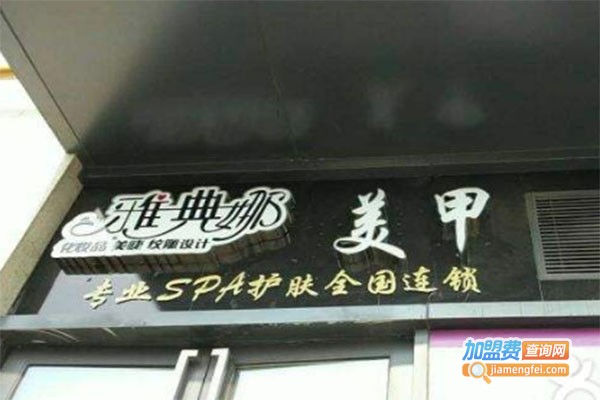 雅典娜
化妆品 美睫 纹雕设计
美甲
专业SPA护肤全国连锁
加盟费查询网
jiamengfei.com